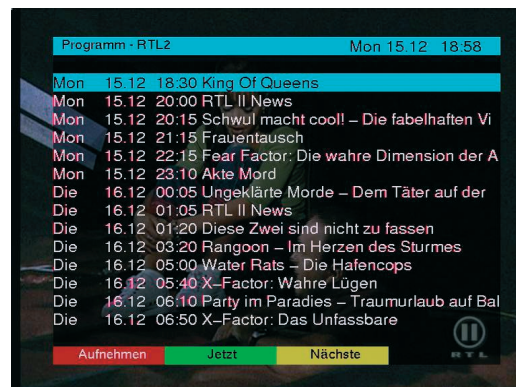 Programm - RTL2 Mon 15.12 18:58
Mon 15.12 18:30 King Of Queens
Mon 15.12 20:00 RTL II News
Mon 15.12 20:15 Schwul macht cool! – Die fabelhaften Vi
Mon 15.12 21:15 Frauentausch
Mon 15.12 22:15 Fear Factor: Die wahre Dimension der A
Mon 15.12 23:10 Akte Mord
Die 16.12 00:05 Ungeklärte Morde – Dem Täter auf der
Die 16.12 01:05 RTL II News
Die 16.12 01:20 Diese Zwei sind nicht zu fassen
Die 16.12 03:20 Rangoon – Im Herzen des Sturmes
Die 16.12 05:00 Water Rats – Die Hafencops
Die 16.12 05:40 X–Factor: Wahre Lügen
Die 16.12 06:10 Party im Paradies – Traumurlaub auf Bal
Die 16.12 06:50 X–Factor: Das Unfassbare
Aufnehmen Jetzt Nächste
II
RTL